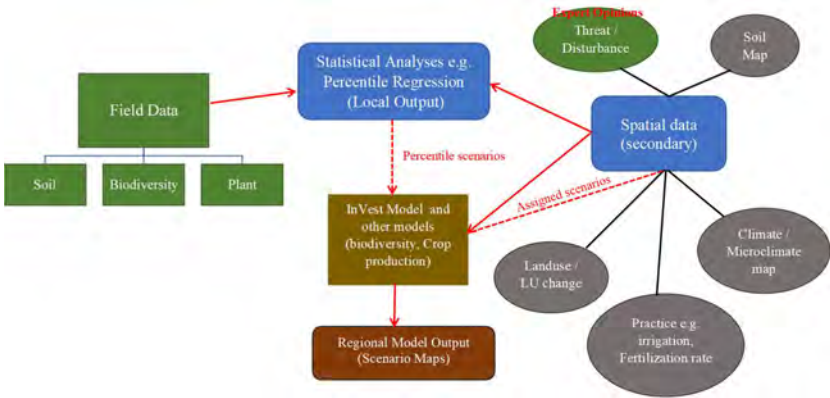 Expert Opinions
Threat /
Disturbance
Soil
Map
Statistical Analyses e.g.
Percentile Regression
(Local Output)
Field Data
Spatial data
(secondary)
Percentile scenarios
Soil
Biodiversity
Plant
Assigned scenarios
InVest Model and
other models
(biodiversity, Crop
production)
Climate /
Microclimate
map
Landuse /
LU change
Practice e.g.
irrigation,
Fertilization rate
Regional Model Output
(Scenario Maps)